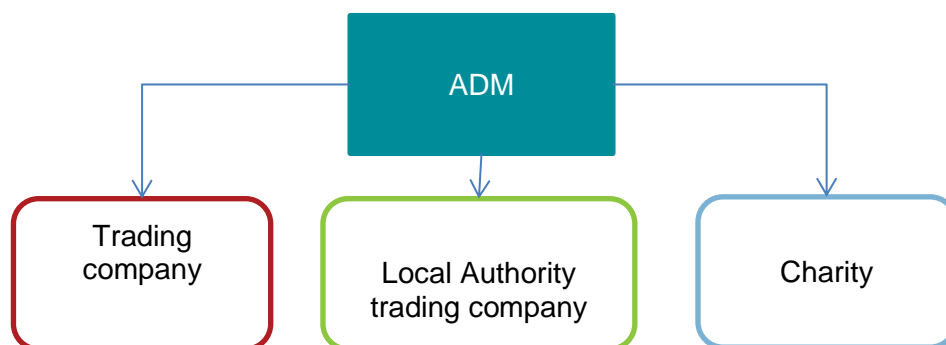 ADM
Trading
company
Local Authority
trading company
Charity